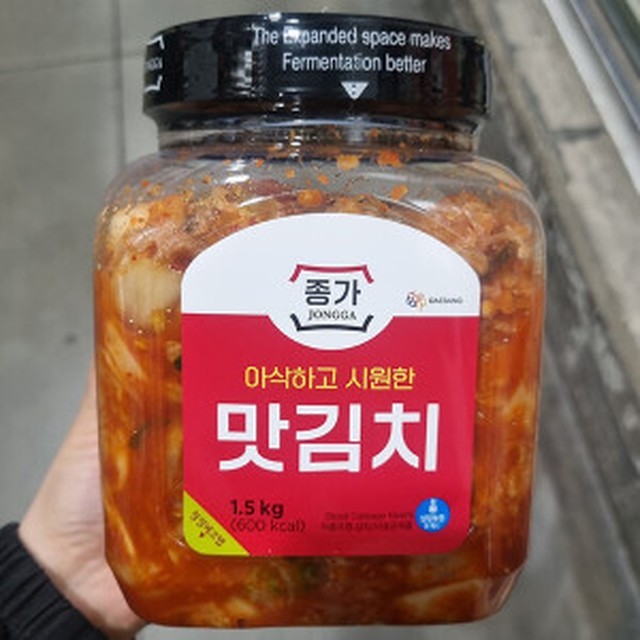 The Expanded space makes
Fermentation better
JONGGA
종가
JONGGA
DAESANG
아삭하고 시원한
맛김치
1.5 kg
(600 kcal)
Sliced Cabbage Kimchi